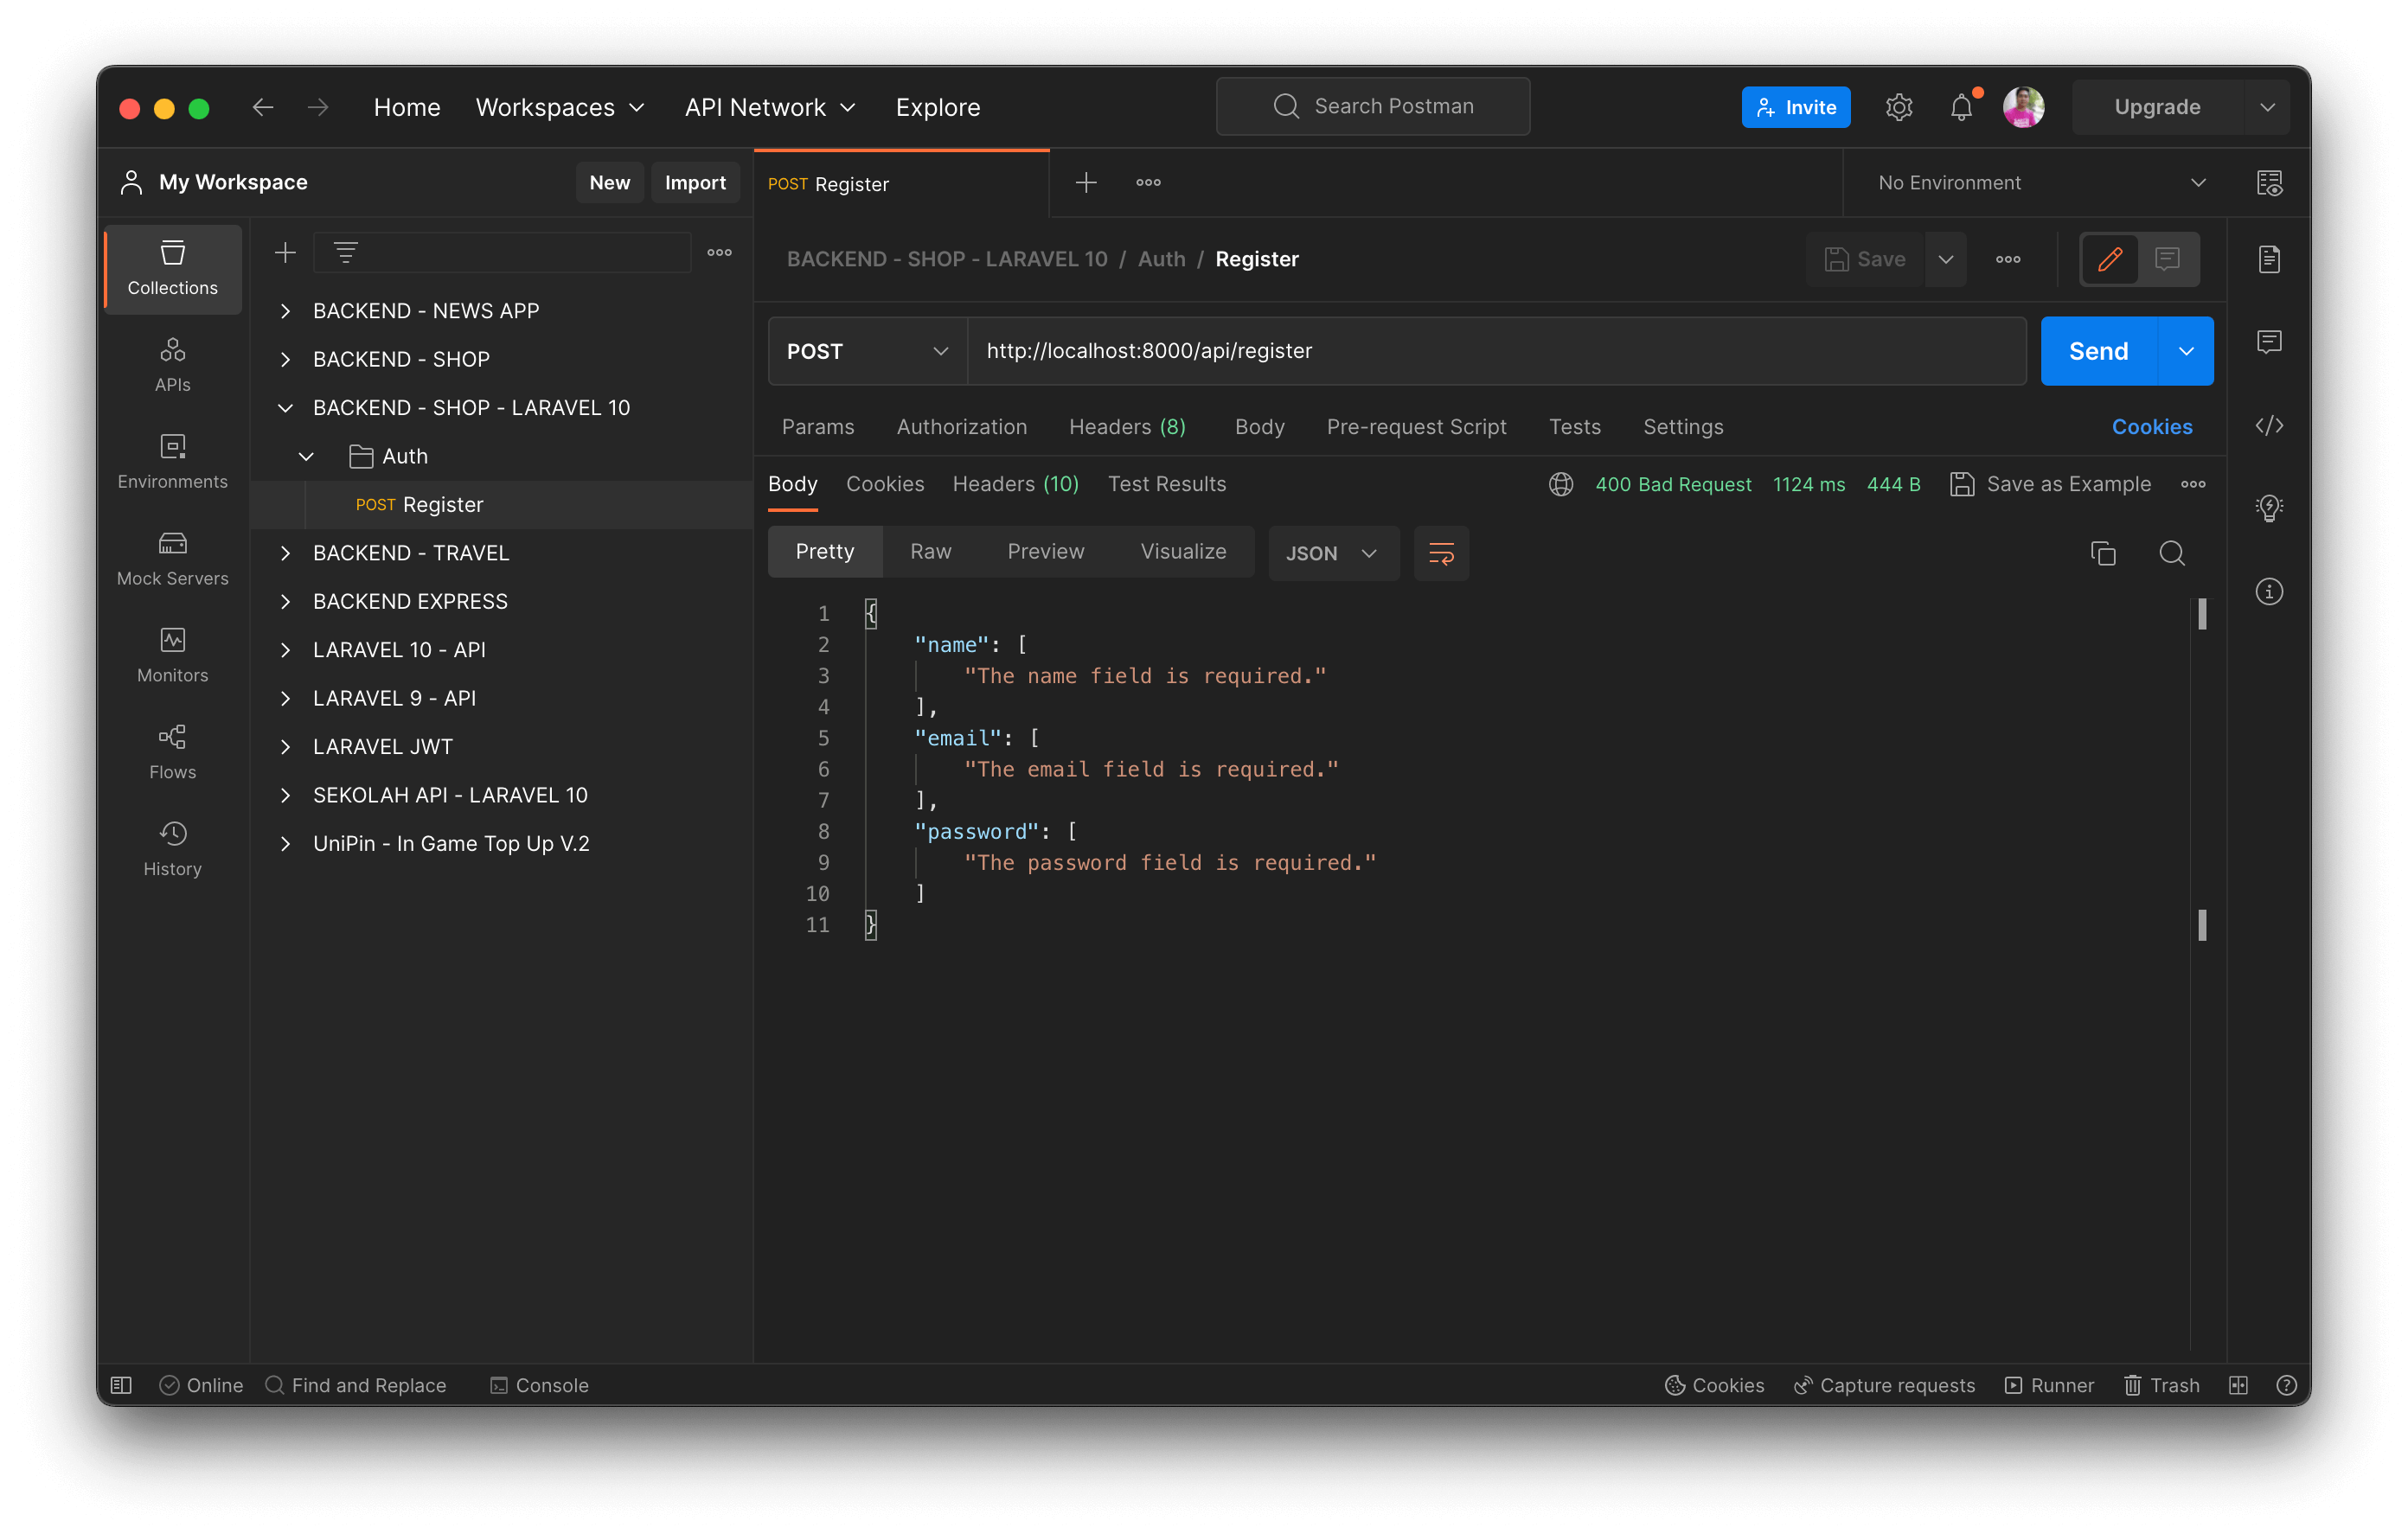 Home Workspaces API Network Explore Search Postman Invite Upgrade
My Workspace New Import
POST Register No Environment
Collections
APIs
Environments
Mock Servers
Monitors
Flows
History
BACKEND - NEWS APP
BACKEND - SHOP
BACKEND - SHOP - LARAVEL 10
Auth
POST Register
BACKEND - TRAVEL
BACKEND EXPRESS
LARAVEL 10 - API
LARAVEL 9 - API
LARAVEL JWT
SEKOLAH API - LARAVEL 10
UniPin - In Game Top Up V.2
BACKEND - SHOP - LARAVEL 10 / Auth / Register Save
POST http://localhost:8000/api/register Send
Params Authorization Headers (8) Body Pre-request Script Tests Settings Cookies
Body Cookies Headers (10) Test Results 400 Bad Request 1124 ms 444 B Save as Example
Pretty Raw Preview Visualize JSON
1 {
2 "name": [
3 "The name field is required."
4 ],
5 "email": [
6 "The email field is required."
7 ],
8 "password": [
9 "The password field is required."
10 ]
11 }
Online Find and Replace Console Cookies Capture requests Runner Trash